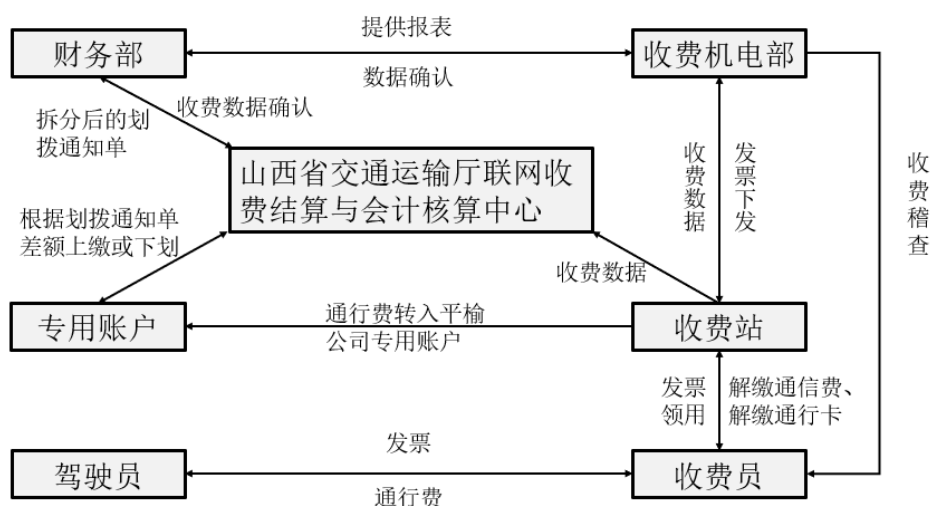 提供报表
财务部
收费机电部
数据确认
收费数据确认
拆分后的划
拨通知单
山西省交通运输厅联网收
费结算与会计核算中心
收费数据
发票下发
收费稽查
根据划拨通知单
差额上缴或下划
收费数据
专用账户
通行费转入平榆
公司专用账户
收费站
发票
领用
解缴通信费、
解缴通行卡
发票
驾驶员
收费员
通行费